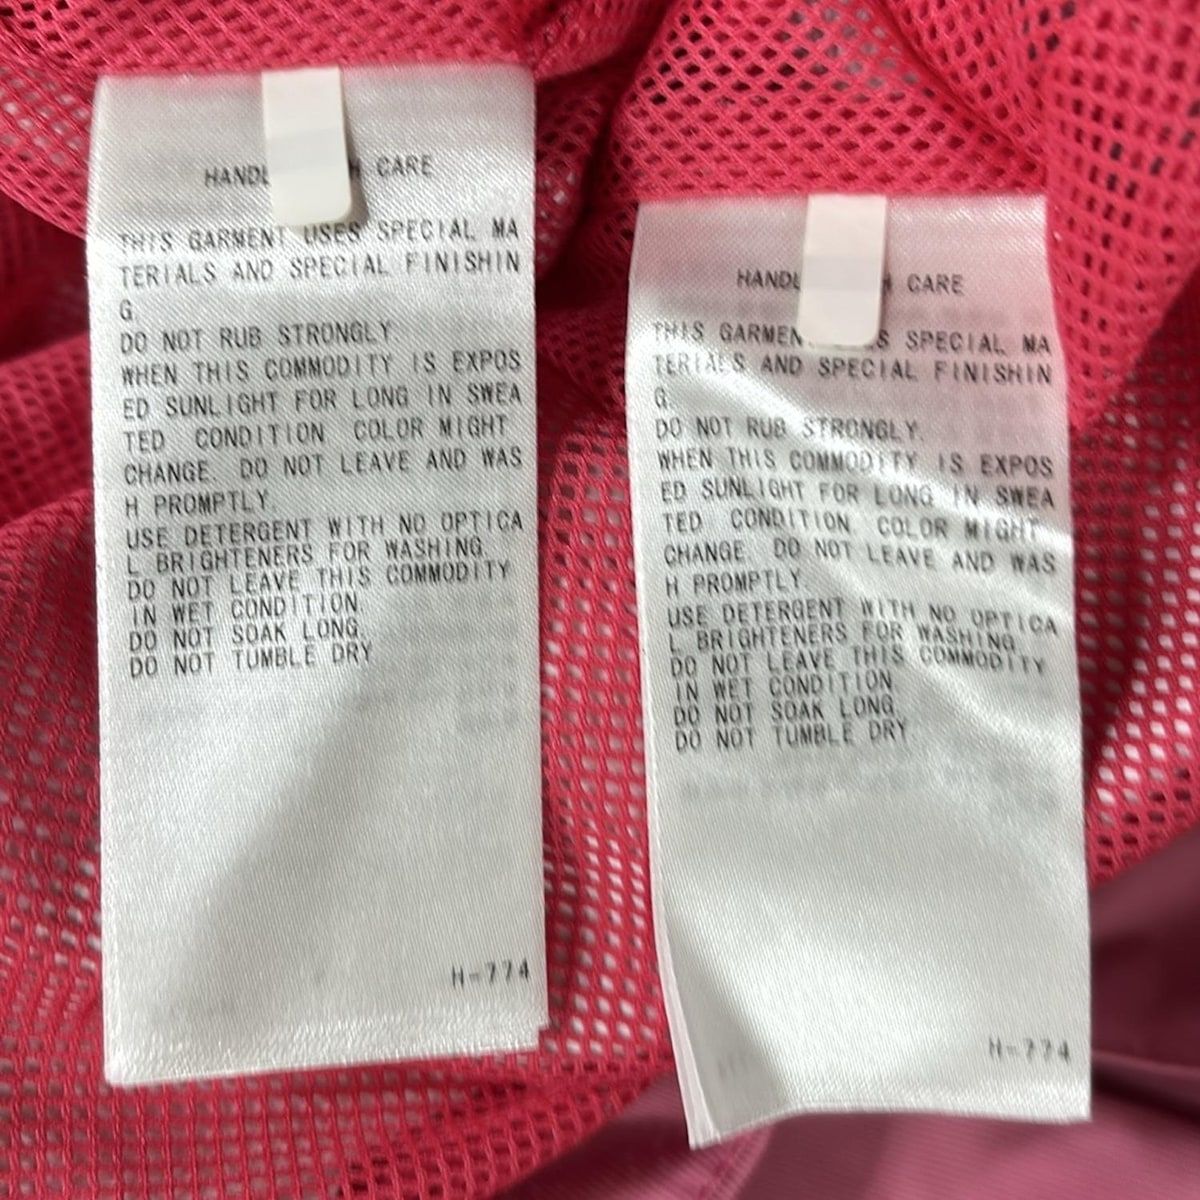 HANDL CARE
THIS GARMENT USES SPECIAL MA
TERIALS AND SPECIAL FINISHIN
G
DO NOT RUB STRONGLY.
WHEN THIS COMMODITY IS EXPOS
ED SUNLIGHT FOR LONG IN SWEA
TED CONDITION COLOR MIGHT
CHANGE. DO NOT LEAVE AND WAS
H PROMPTLY.
USE DETERGENT WITH NO OPTICA
L BRIGHTENERS FOR WASHING.
DO NOT LEAVE THIS COMMODITY
IN WET CONDITION.
DO NOT SOAK LONG.
DO NOT TUMBLE DRY
H-774
HANDL CARE
THIS GARMEN S SPECIAL MA
TERIALS AND SPECIAL FINISHIN
G
DO NOT RUB STRONGLY.
WHEN THIS COMMODITY IS EXPOS
ED SUNLIGHT FOR LONG IN SWEA
TED CONDITION COLOR MIGHT
CHANGE. DO NOT LEAVE AND WAS
H PROMPTLY.
USE DETERGENT WITH NO OPTICA
L BRIGHTENERS FOR WASHING.
DO NOT LEAVE THIS COMMODITY
IN WET CONDITION.
DO NOT SOAK LONG.
DO NOT TUMBLE DRY.
H-774